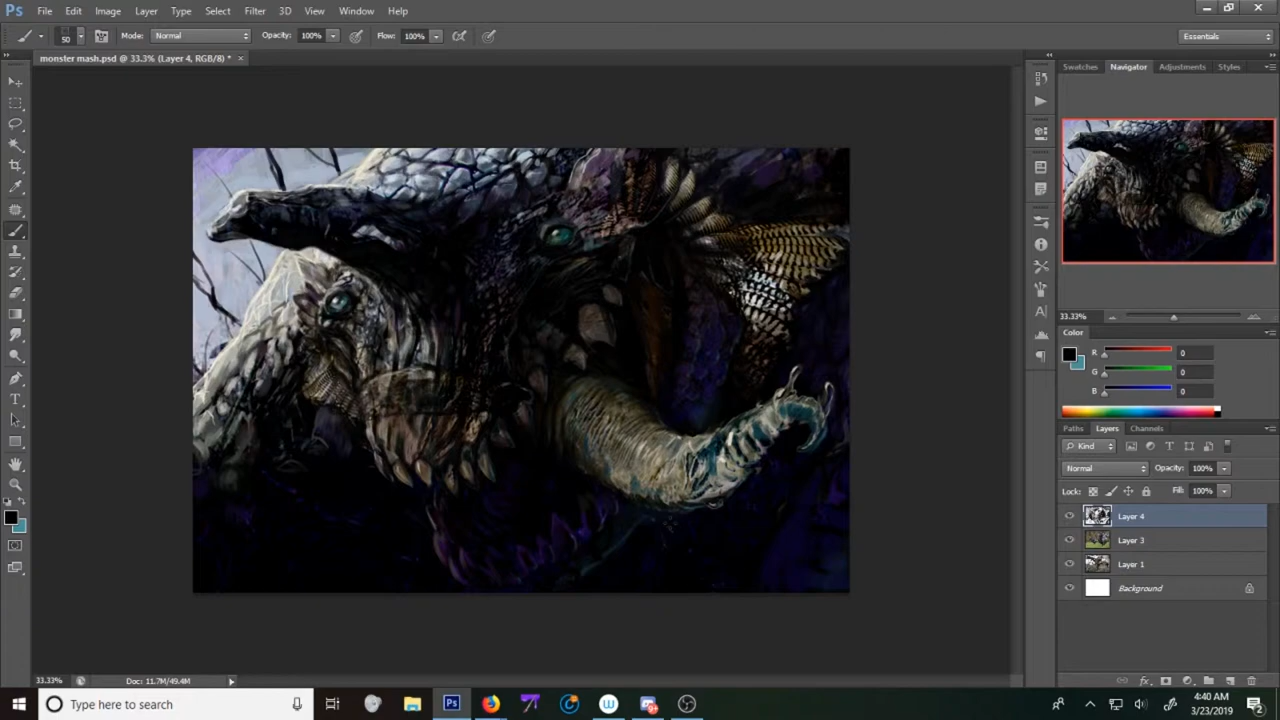 Ps File Edit Image Layer Type Select Filter 3D View Window Help
50 Mode: Normal Opacity: 100% Flow: 100% Essentials
monster mash.psd @ 33.3% (Layer 4, RGB/8) * ×
Swatches Navigator Adjustments Styles
33.33%
Color
R 0
G 0
B 0
Paths Layers Channels
Kind
Normal Opacity: 100%
Lock: Fill: 100%
Layer 4
Layer 3
Layer 1
Background
33.33% Doc: 11.7M/49.4M
Type here to search
4:40 AM
3/23/2019
2